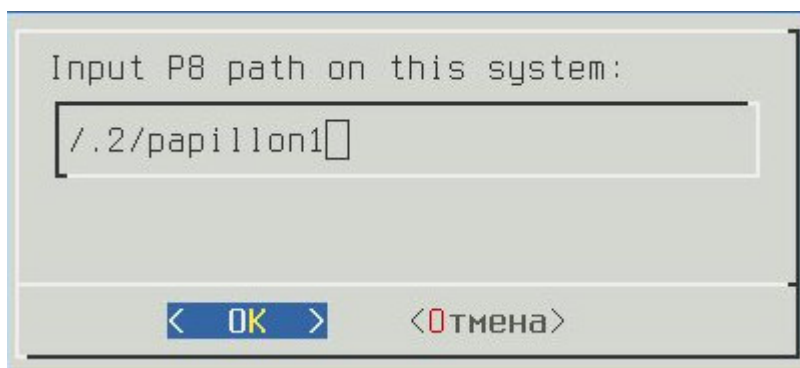 Input P8 path on this system:
/.2/papillon1
< OK > <Отмена>